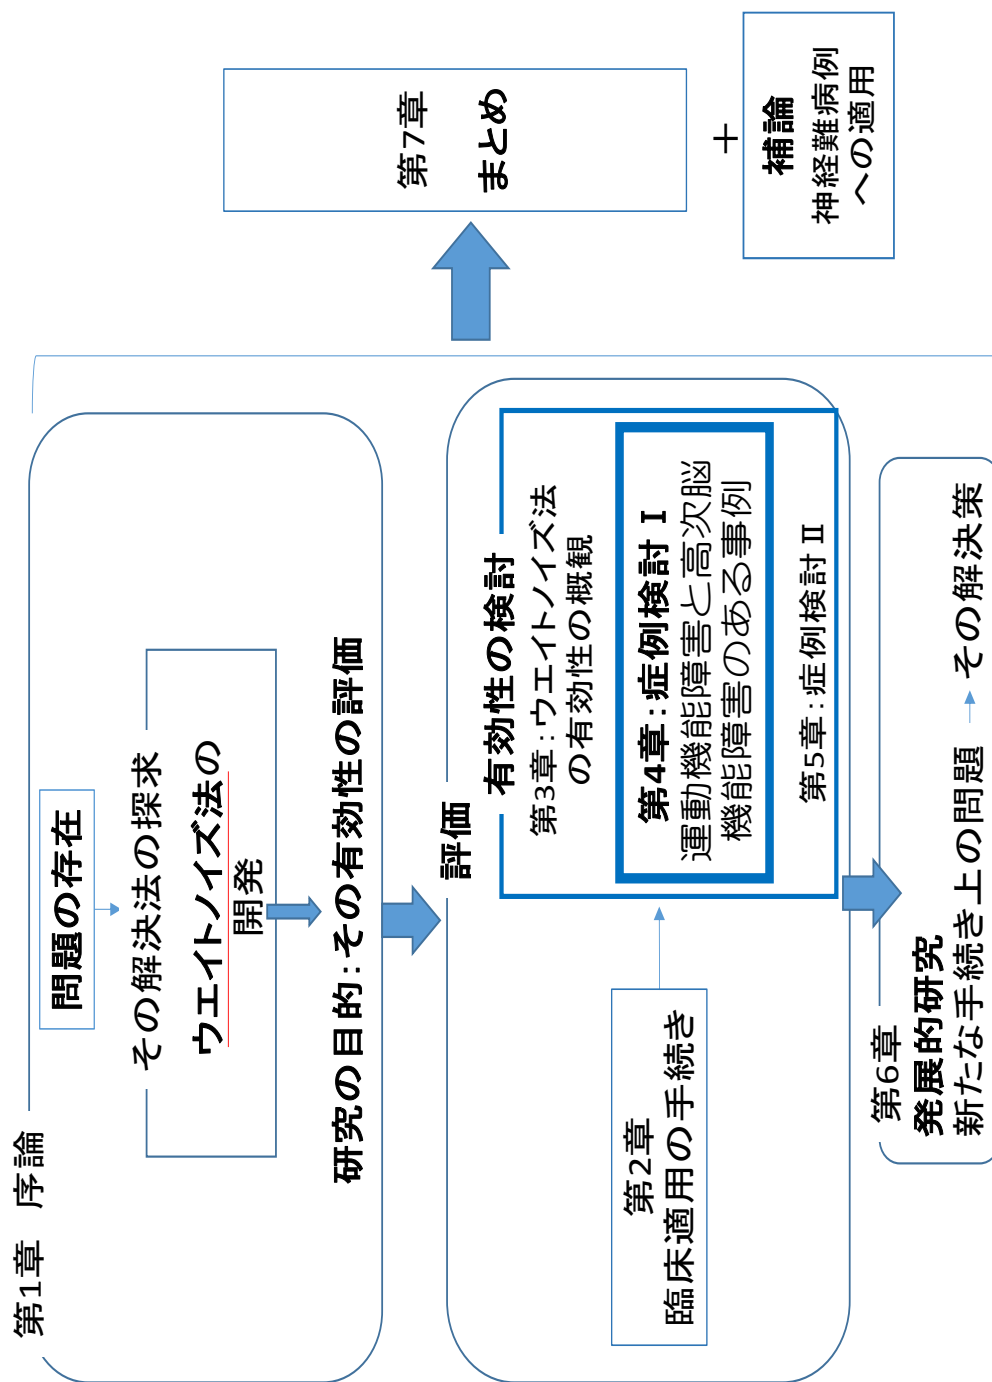 第1章 序論
問題の存在
その解決法の探求
ウエイトノイズ法の
開発
研究の目的：その有効性の評価
評価
第2章
臨床適用の手続き
有効性の検討
第3章：ウエイトノイズ法
の有効性の概観
第4章：症例検討 Ⅰ
運動機能障害と高次脳
機能障害のある事例
第5章：症例検討 Ⅱ
第6章
発展的研究
新たな手続き上の問題 → その解決策
第7章
まとめ
＋
補論
神経難病例
への適用